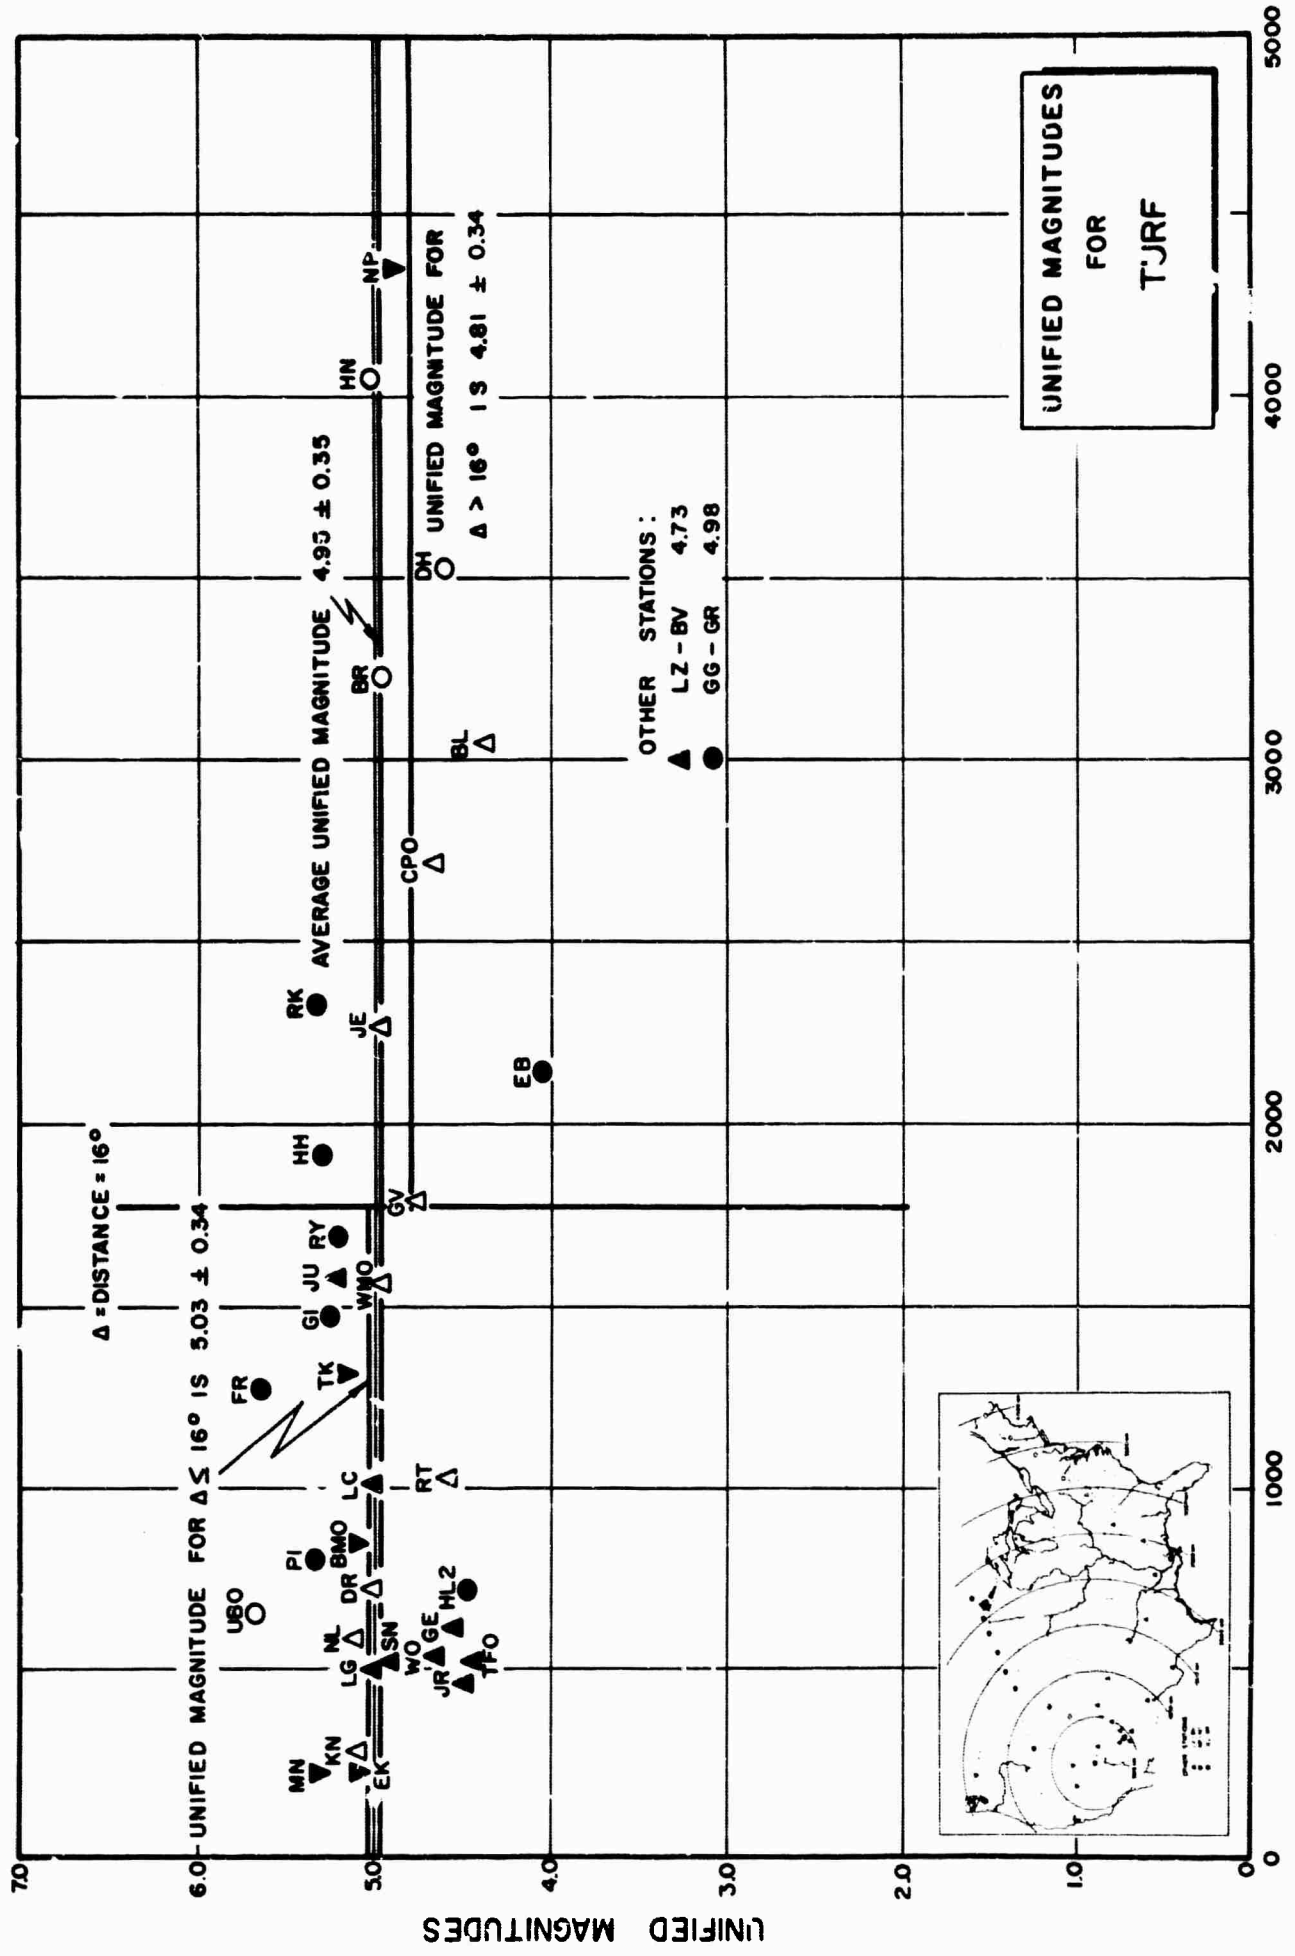 UNIFIED MAGNITUDES
7.0
6.0
5.0
4.0
3.0
2.0
1.0
0
0
1000
2000
3000
4000
5000
Δ = DISTANCE = 16°
UNIFIED MAGNITUDE FOR Δ ≤ 16° IS 5.03 ± 0.34
AVERAGE UNIFIED MAGNITUDE 4.95 ± 0.35
UNIFIED MAGNITUDE FOR
Δ > 16° IS 4.81 ± 0.34
MN
KN
EK
LG
NL
SN
JR
WO
GE
TFO
HL2
UBO
DR
PI
BMO
LC
RT
FR
TK
GI
JU
WMO
RY
GV
HH
EB
JE
RK
CPO
BL
BR
DH
HN
NP
OTHER STATIONS:
LZ - BV 4.73
GG - GR 4.98
UNIFIED MAGNITUDES
FOR
TURF